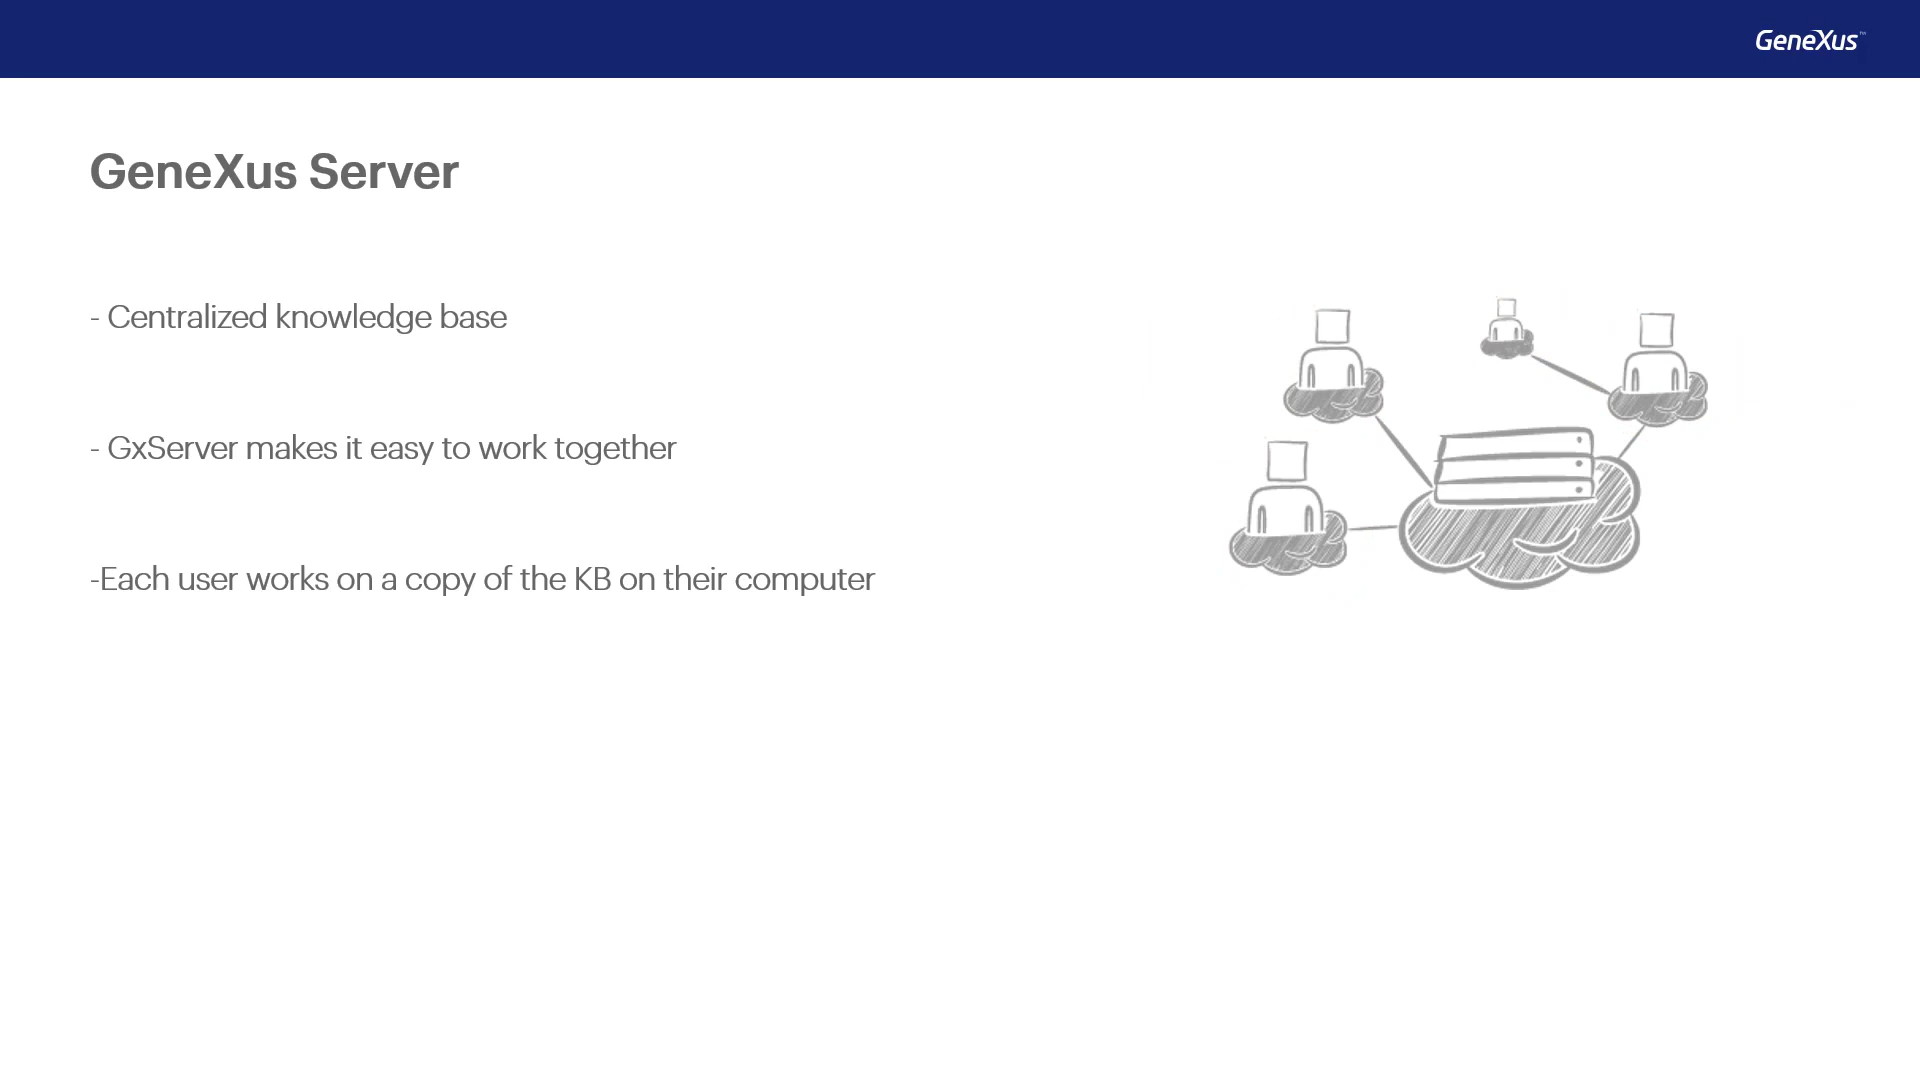 GeneXus™
GeneXus Server
- Centralized knowledge base
- GxServer makes it easy to work together
-Each user works on a copy of the KB on their computer